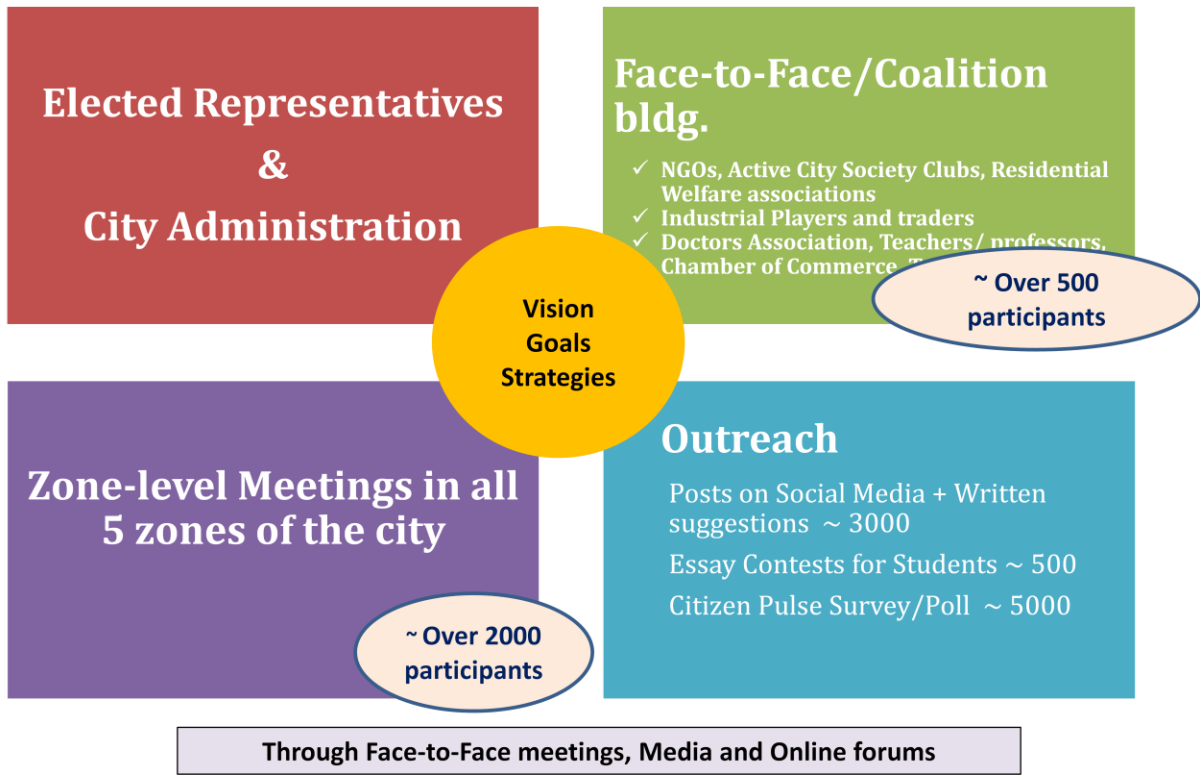 Elected Representatives
&
City Administration
Face-to-Face/Coalition
bldg.
✓ NGOs, Active City Society Clubs, Residential
Welfare associations
✓ Industrial Players and traders
✓ Doctors Association, Teachers/ professors,
Chamber of Commerce,
~ Over 500
participants
Vision
Goals
Strategies
Zone-level Meetings in all
5 zones of the city
~ Over 2000
participants
Outreach
Posts on Social Media + Written
suggestions ~ 3000
Essay Contests for Students ~ 500
Citizen Pulse Survey/Poll ~ 5000
Through Face-to-Face meetings, Media and Online forums